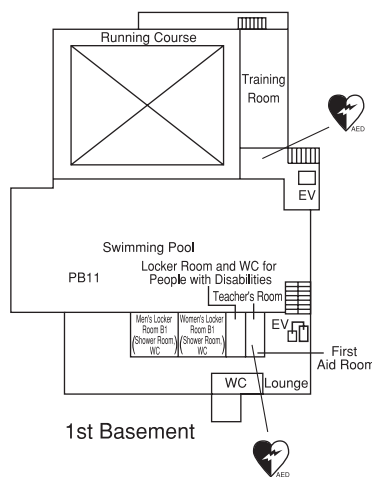 Running Course
Training
Room
AED
EV
Swimming Pool
Locker Room and WC for
People with Disabilities
PB11
Teacher's Room
Men's Locker
Room B1
(Shower Room,
WC)
Women's Locker
Room B1
(Shower Room,
WC)
EV
First
Aid Room
WC
Lounge
1st Basement
AED